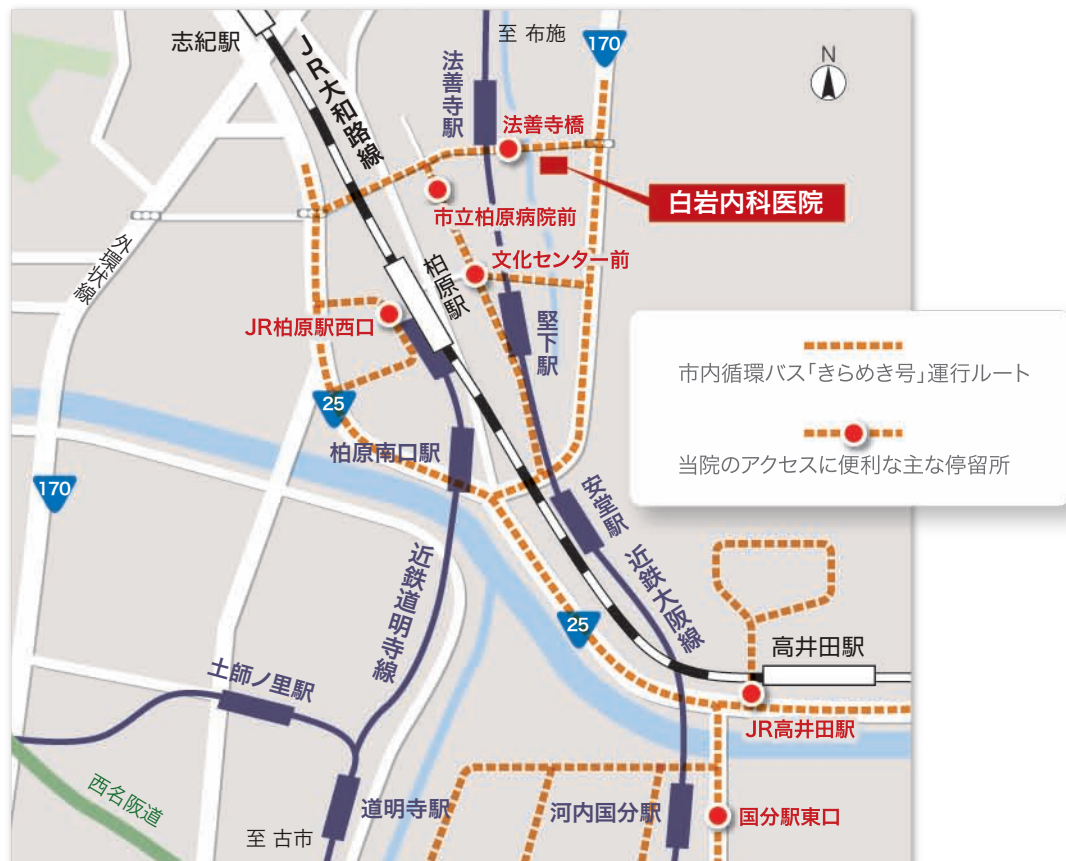 志紀駅
JR大和路線
至 布施
170
N
法善寺駅
法善寺橋
白岩内科医院
市立柏原病院前
外環状線
柏原駅
文化センター前
JR柏原駅西口
堅下駅
市内循環バス「きらめき号」運行ルート
25
柏原南口駅
当院のアクセスに便利な主な停留所
170
安堂駅
近鉄道明寺線
近鉄大阪線
25
高井田駅
土師ノ里駅
JR高井田駅
西名阪道
道明寺駅
河内国分駅
国分駅東口
至 古市